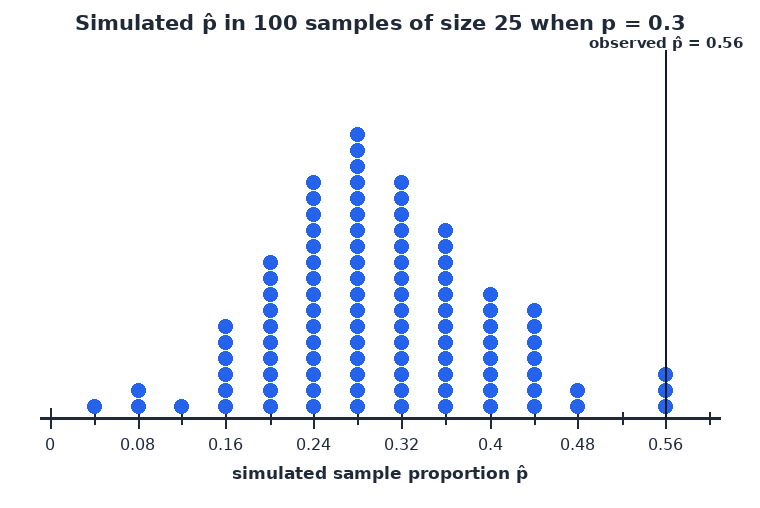 Simulated p̂ in 100 samples of size 25 when p = 0.3
observed p̂ = 0.56
0 0.08 0.16 0.24 0.32 0.4 0.48 0.56
simulated sample proportion p̂